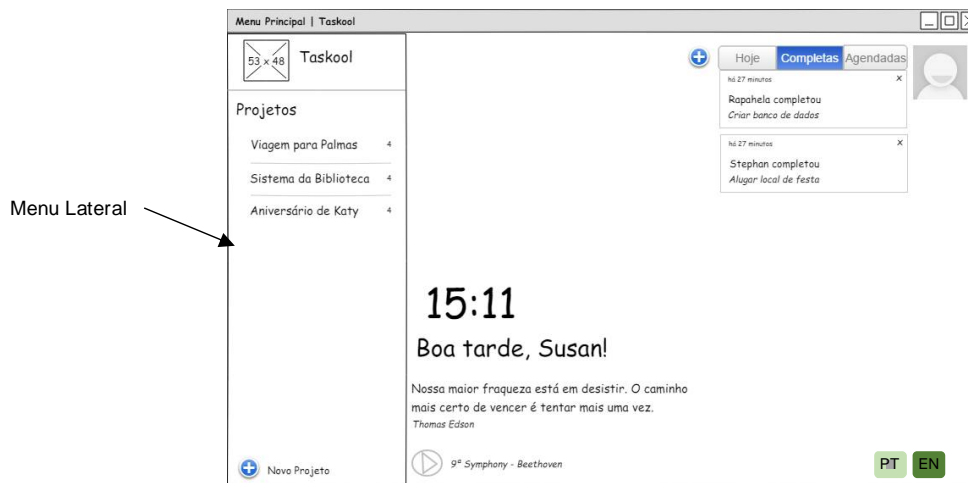 Menu Principal | Taskool
53 x 48
Taskool
Projetos
Viagem para Palmas 4
Sistema da Biblioteca 4
Aniversário de Katy 4
Novo Projeto
Menu Lateral
Hoje Completas Agendadas
há 27 minutos x
Rapahela completou
Criar banco de dados
há 27 minutos x
Stephan completou
Alugar local de festa
15:11
Boa tarde, Susan!
Nossa maior fraqueza está em desistir. O caminho
mais certo de vencer é tentar mais uma vez.
Thomas Edson
9ª Symphony - Beethoven
PT EN